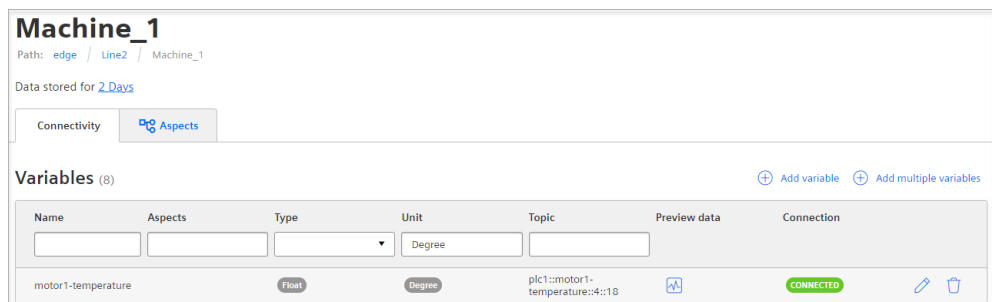 Machine_1
Path: edge / Line2 / Machine_1
Data stored for 2 Days
Connectivity Aspects
Variables (8) Add variable Add multiple variables
Name Aspects Type Unit Topic Preview data Connection
Degree
motor1-temperature Float Degree plc1::motor1-
temperature::4::18 CONNECTED